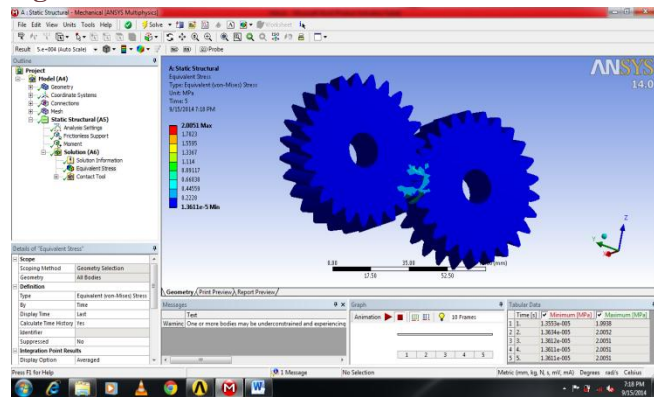 A : Static Structural - Mechanical [ANSYS Multiphysics]
File Edit View Units Tools Help Solve Worksheet
Result 5.e+004 (Auto Scale) Probe
Outline
Project
Model (A4)
Geometry
Coordinate Systems
Connections
Mesh
Static Structural (A5)
Analysis Settings
Frictionless Support
Moment
Solution (A6)
Solution Information
Equivalent Stress
Contact Tool
A: Static Structural
Equivalent Stress
Type: Equivalent (von-Mises) Stress
Unit: MPa
Time: 5
9/15/2014 7:18 PM
2.0051 Max
1.7823
1.5595
1.3367
1.114
0.89117
0.66838
0.44559
0.2228
1.3611e-5 Min
ANSYS
14.0
0.00 35.00 (mm)
17.50 52.50
Z
Y
Geometry Print Preview Report Preview
Details of "Equivalent Stress"
Scope
Scoping Method Geometry Selection
Geometry All Bodies
Definition
Type Equivalent (von-Mises) Stress
By Time
Display Time Last
Calculate Time History Yes
Identifier
Suppressed No
Integration Point Results
Display Option Averaged
Messages
Text
Warning One or more bodies may be underconstrained and experiencing
Graph
Animation 10 Frames
1 2 3 4 5
Tabular Data
Time [s] Minimum [MPa] Maximum [MPa]
1 1. 1.3553e-005 1.9938
2 2. 1.3634e-005 2.0052
3 3. 1.3612e-005 2.0051
4 4. 1.3611e-005 2.0051
5 5. 1.3611e-005 2.0051
Press F1 for Help 1 Message No Selection Metric (mm, kg, N, s, mV, mA) Degrees rad/s Celsius
7:18 PM
9/15/2014